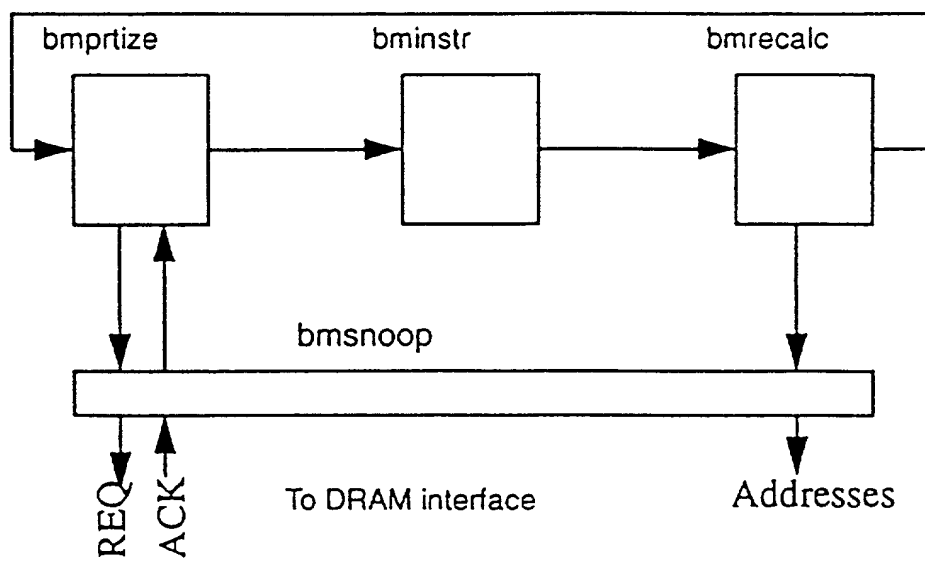 bmprtize
bminstr
bmrecalc
bmsnoop
REQ
ACK
To DRAM interface
Addresses